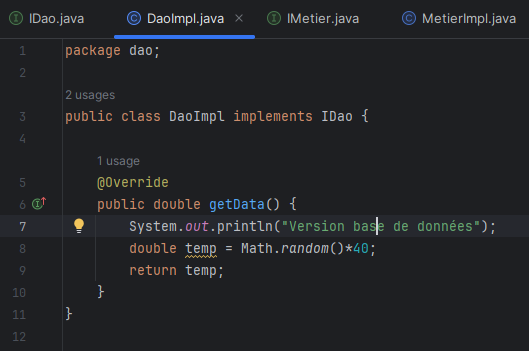 IDao.java DaoImpl.java IMetier.java MetierImpl.java
1 package dao;
2
2 usages
3 public class DaoImpl implements IDao {
4
1 usage
5 @Override
6 public double getData() {
7 System.out.println("Version base de données");
8 double temp = Math.random()*40;
9 return temp;
10 }
11 }
12